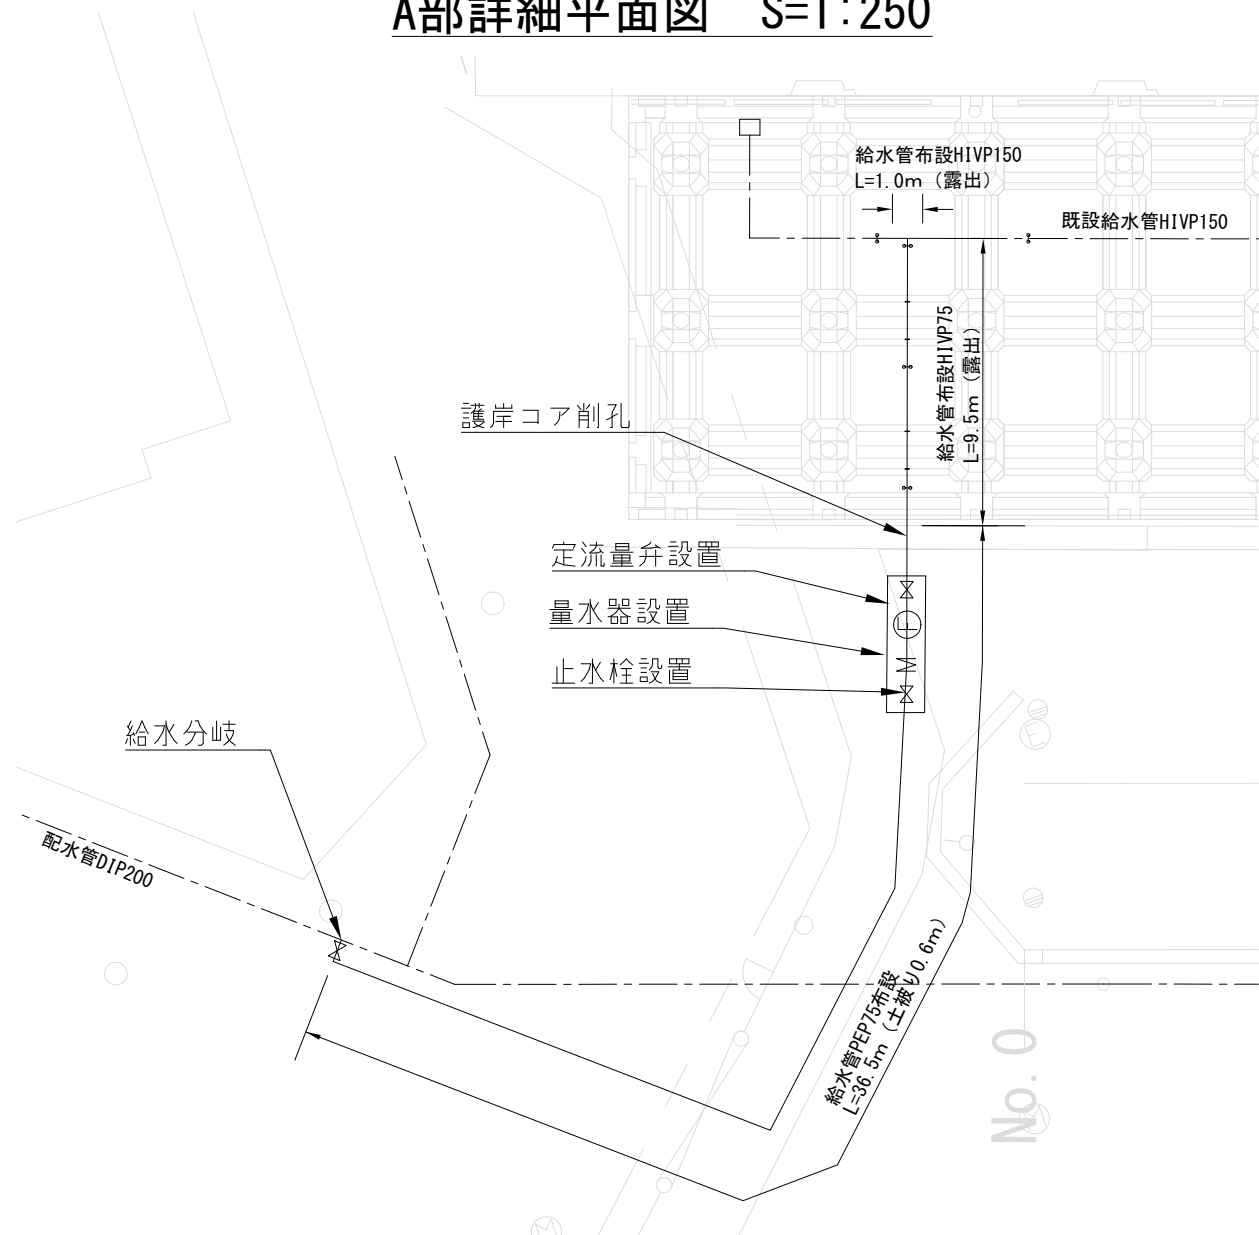 A部詳細平面図 S=1:250
給水管布設HIVP150
L=1.0m（露出）
既設給水管HIVP150
給水管布設HIVP75
L=9.5m（露出）
護岸コア削孔
定流量弁設置
量水器設置
止水栓設置
F
M
給水分岐
配水管DIP200
給水管PEP75布設
L=36.5m（土被り0.6m）
No. 0